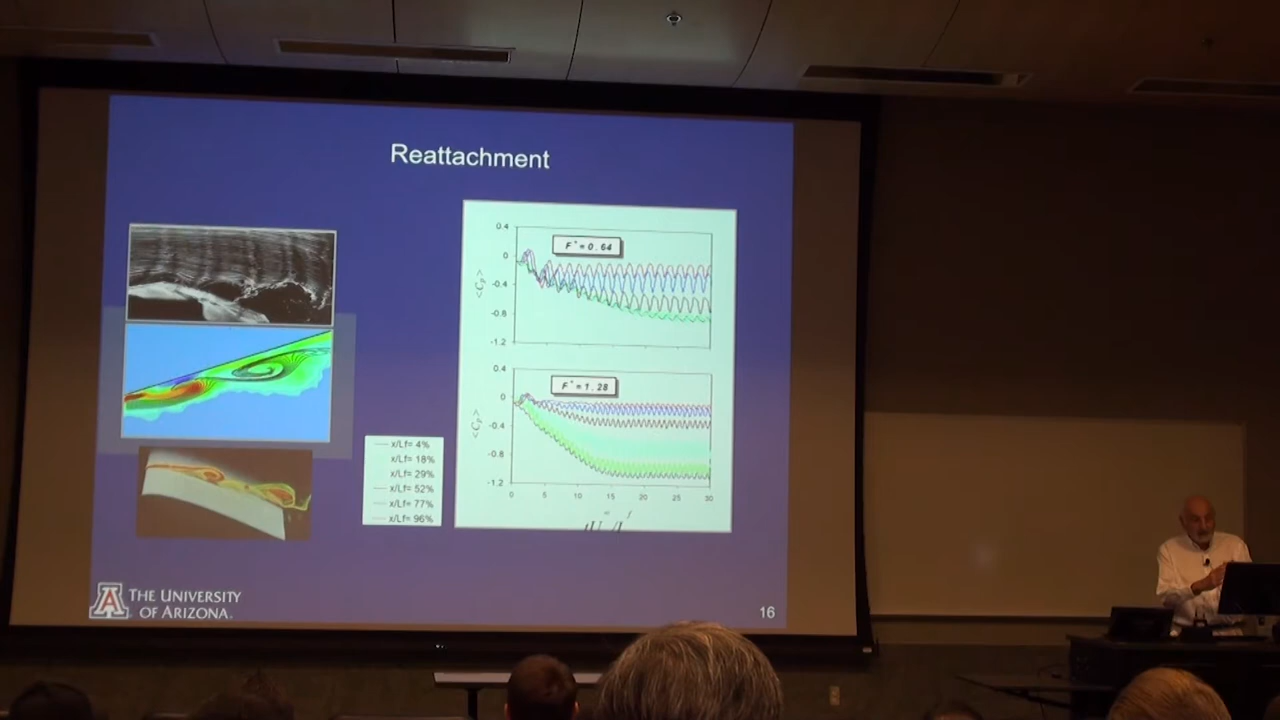 Reattachment
0.4
0
-0.4
-0.8
-1.2
<Cp>
F+=0.64
0.4
0
-0.4
-0.8
-1.2
<Cp>
F+=1.28
0 5 10 15 20 25 30
x/Lf= 4%
x/Lf= 18%
x/Lf= 29%
x/Lf= 52%
x/Lf= 77%
x/Lf= 96%
A THE UNIVERSITY
OF ARIZONA.
16